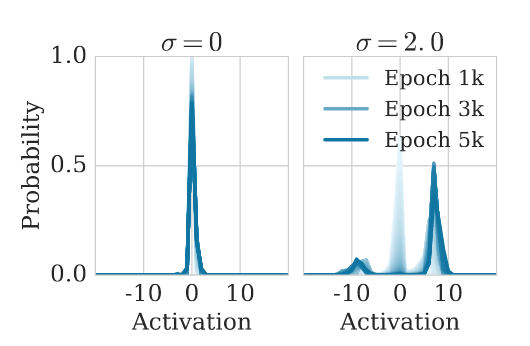 σ = 0
σ = 2.0
1.0
0.5
0.0
Probability
Epoch 1k
Epoch 3k
Epoch 5k
-10 0 10
-10 0 10
Activation
Activation